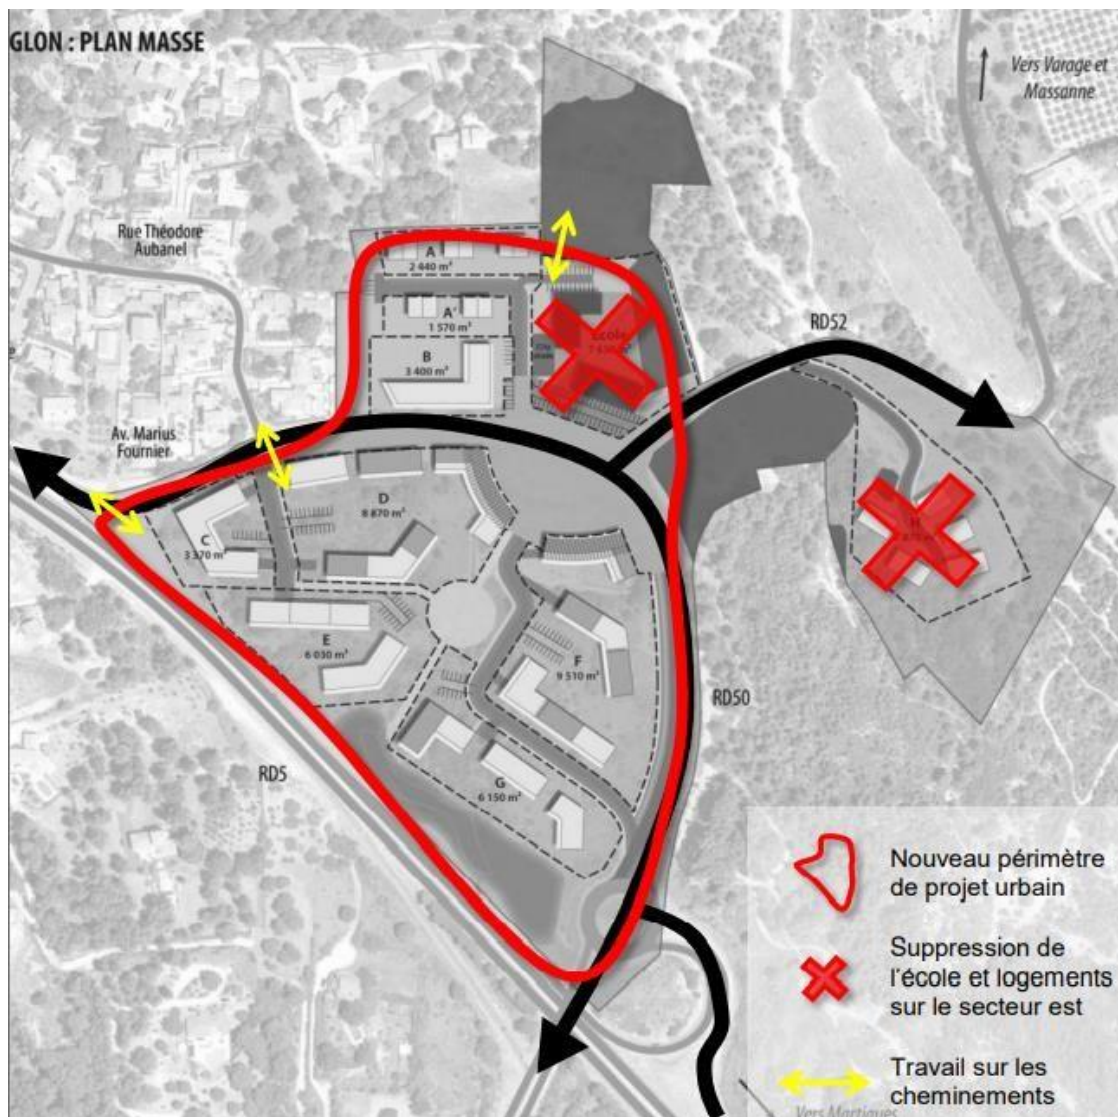 GLON : PLAN MASSE
Vers Varage et
Massanne
Rue Théodore
Aubanel
A
2 440 m²
A'
1 570 m²
B
3 400 m²
École
City
stade
RD52
Av. Marius
Fournier
C
3 370 m²
D
8 870 m²
H
E
6 030 m²
F
9 510 m²
RD50
RD5
G
6 150 m²
Nouveau périmètre
de projet urbain
Suppression de
l'école et logements
sur le secteur est
Travail sur les
cheminements
Vers Martigues